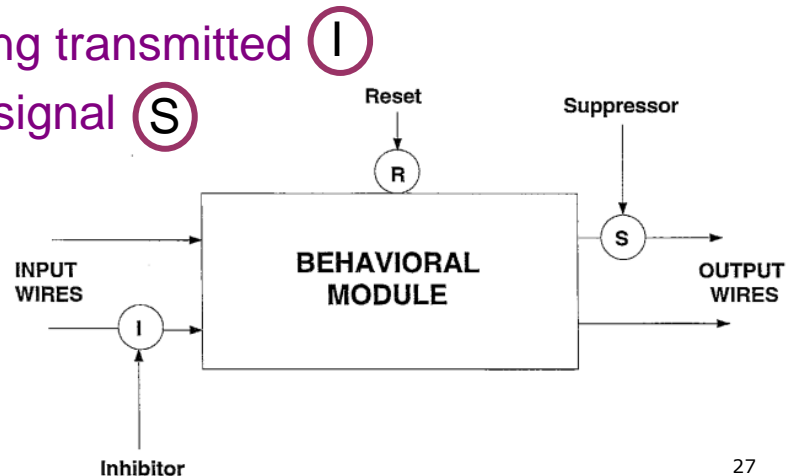 ng transmitted I
signal S
Reset
Suppressor
R
S
BEHAVIORAL
MODULE
INPUT
WIRES
OUTPUT
WIRES
I
Inhibitor
27